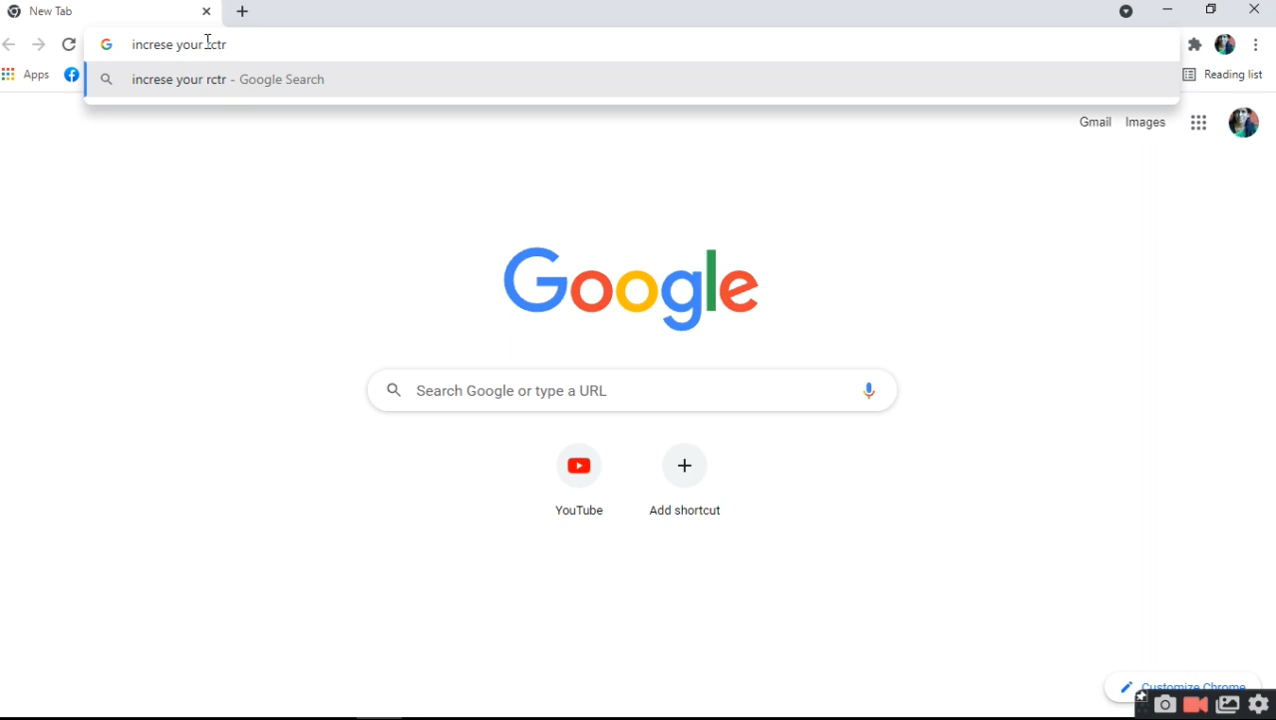 New Tab
increse your rctr
increse your rctr - Google Search
Apps
Reading list
Gmail Images
Google
Search Google or type a URL
YouTube Add shortcut
Customize Chrome